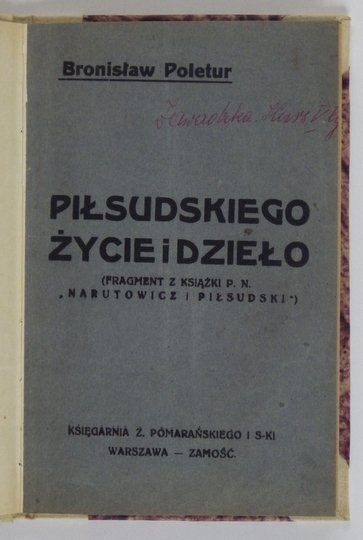 Bronisław Poletur
PIŁSUDSKIEGO
ŻYCIE i DZIEŁO
(FRAGMENT Z KSIĄŻKI P. N.
„NARUTOWICZ I PIŁSUDSKI")
KSIĘGARNIA Z. POMARAŃSKIEGO I S-KI
WARSZAWA — ZAMOŚĆ.